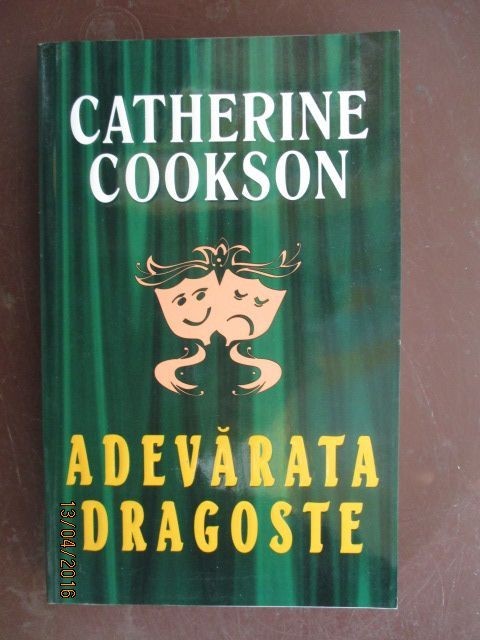 CATHERINE
COOKSON
ADEVĂRATA
DRAGOSTE
13/04/2016